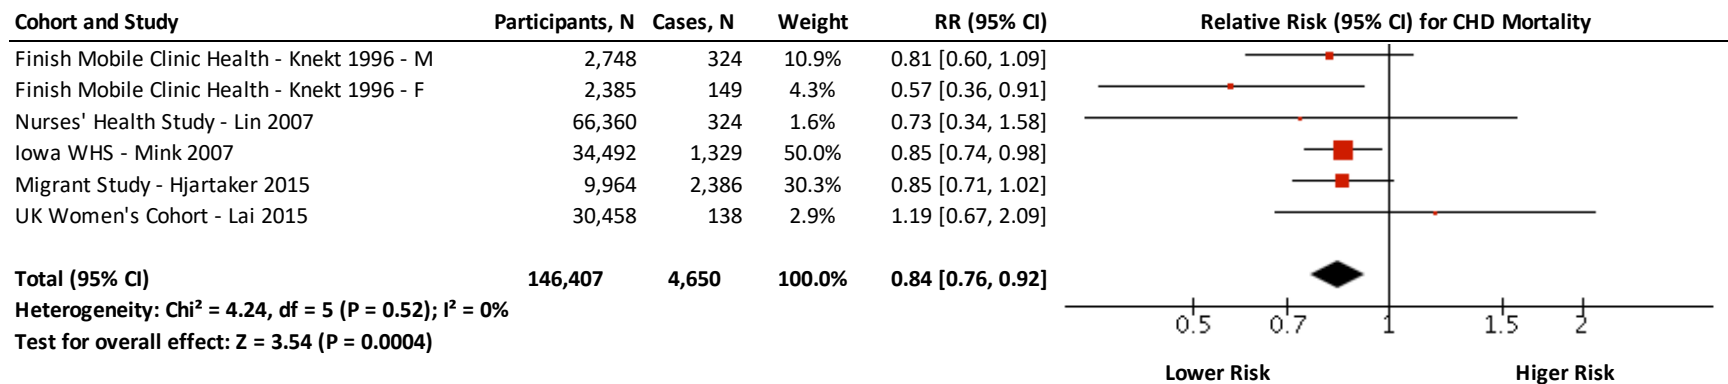 Cohort and Study Participants, N Cases, N Weight RR (95% CI) Relative Risk (95% CI) for CHD Mortality
Finish Mobile Clinic Health - Knekt 1996 - M 2,748 324 10.9% 0.81 [0.60, 1.09]
Finish Mobile Clinic Health - Knekt 1996 - F 2,385 149 4.3% 0.57 [0.36, 0.91]
Nurses' Health Study - Lin 2007 66,360 324 1.6% 0.73 [0.34, 1.58]
Iowa WHS - Mink 2007 34,492 1,329 50.0% 0.85 [0.74, 0.98]
Migrant Study - Hjartaker 2015 9,964 2,386 30.3% 0.85 [0.71, 1.02]
UK Women's Cohort - Lai 2015 30,458 138 2.9% 1.19 [0.67, 2.09]
Total (95% CI) 146,407 4,650 100.0% 0.84 [0.76, 0.92]
Heterogeneity: Chi² = 4.24, df = 5 (P = 0.52); I² = 0%
0.5 0.7 1 1.5 2
Test for overall effect: Z = 3.54 (P = 0.0004)
Lower Risk Higer Risk